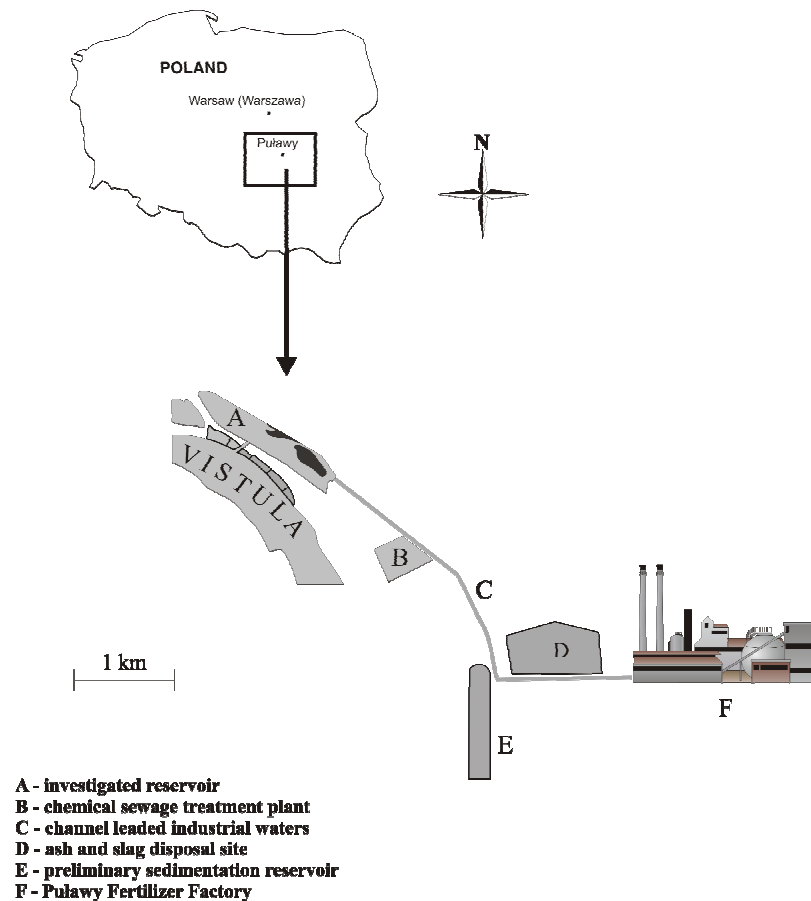 POLAND
Warsaw (Warszawa)
Puławy
N
A
VISTULA
B
C
D
1 km
F
E
A - investigated reservoir
B - chemical sewage treatment plant
C - channel leaded industrial waters
D - ash and slag disposal site
E - preliminary sedimentation reservoir
F - Puławy Fertilizer Factory